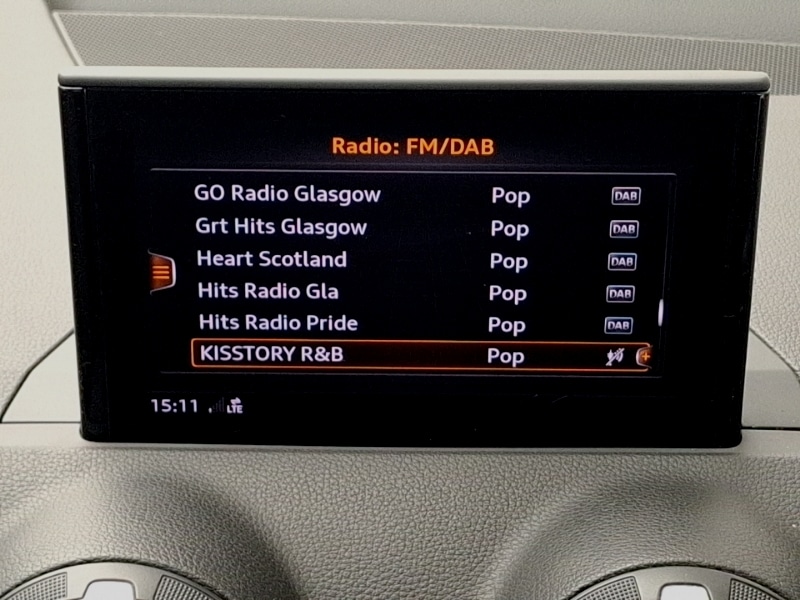 Radio: FM/DAB
GO Radio Glasgow Pop DAB
Grt Hits Glasgow Pop DAB
Heart Scotland Pop DAB
Hits Radio Gla Pop DAB
Hits Radio Pride Pop DAB
KISSTORY R&B Pop
15:11 LTE